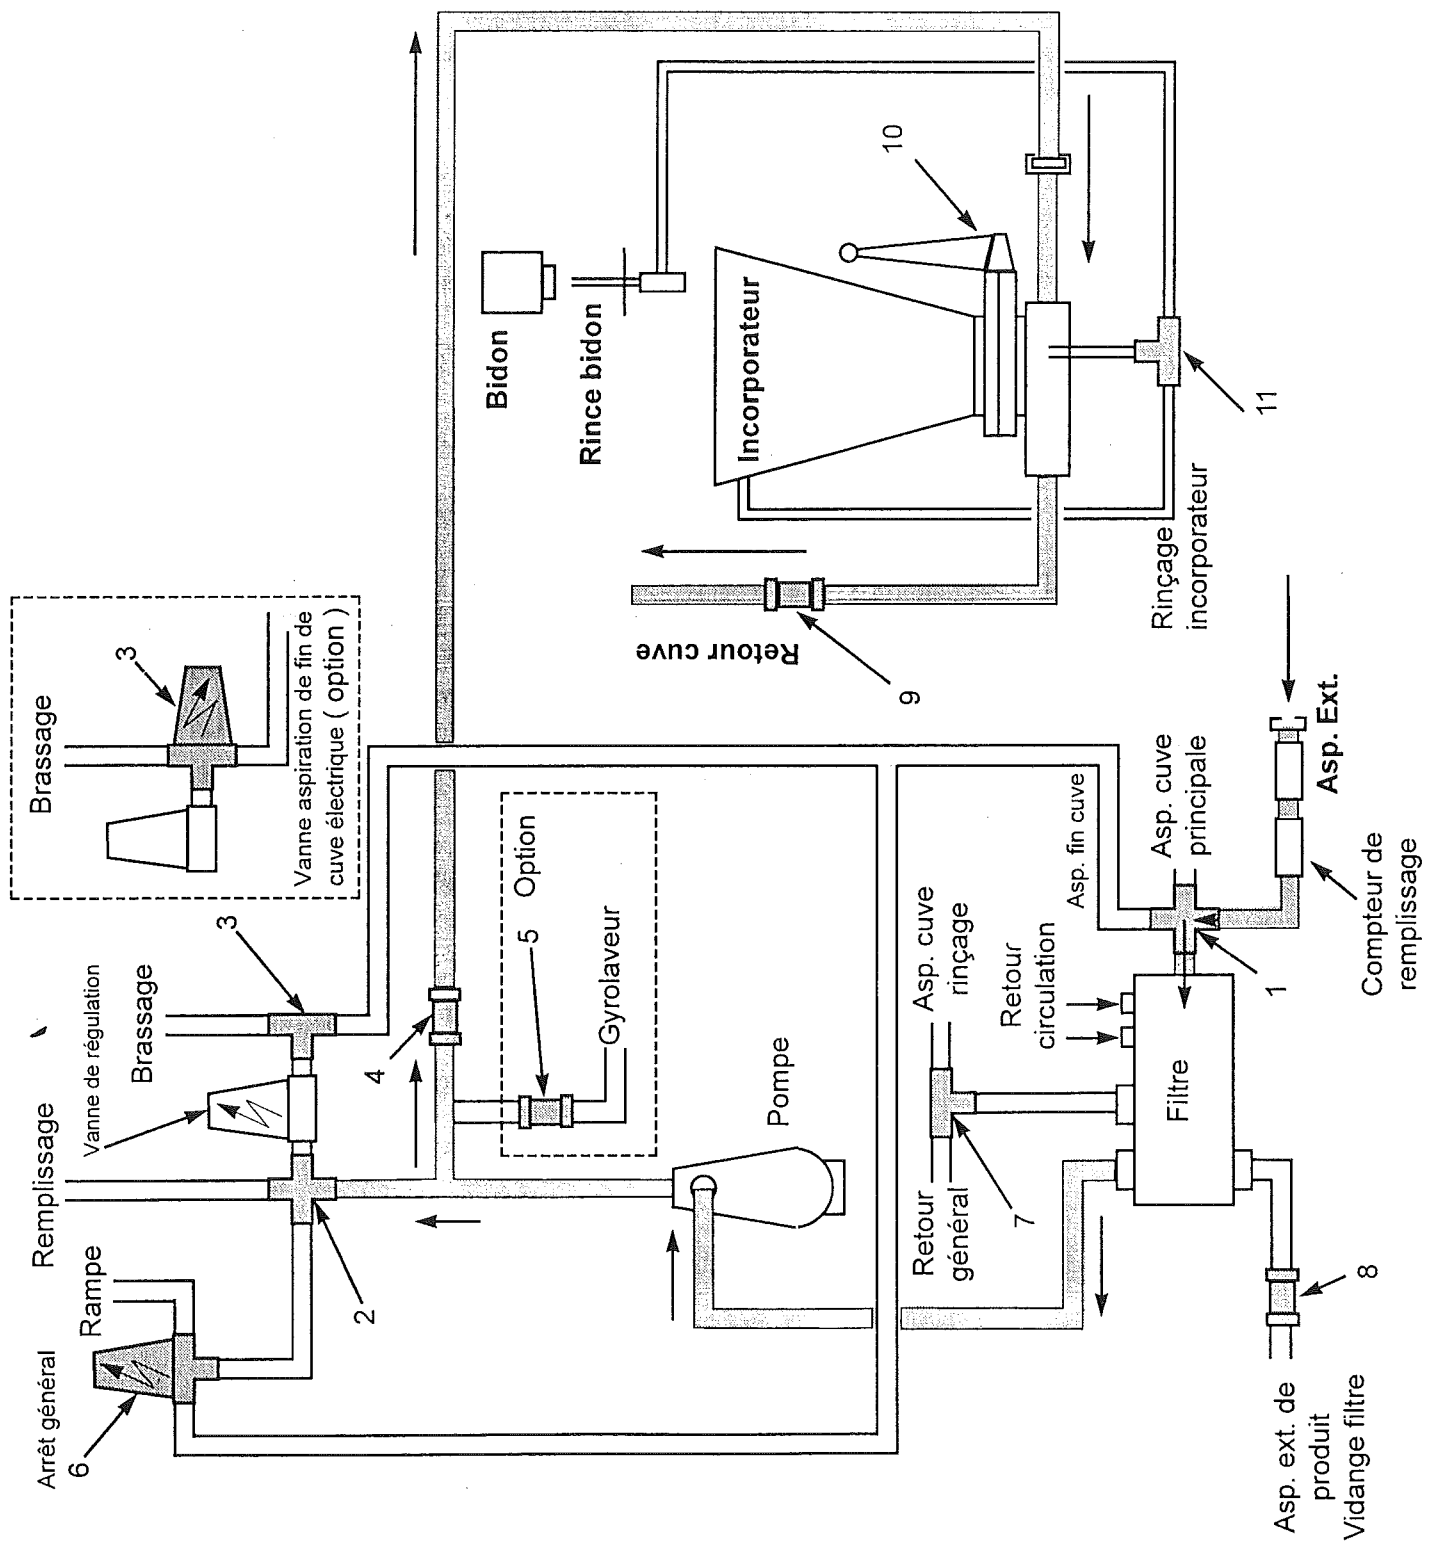 Arrêt général
6
Rampe
Remplissage
2
Vanne de régulation
Brassage
3
Brassage
3
Vanne aspiration de fin de
cuve électrique ( option )
4
5
Option
Gyrolaveur
Pompe
Bidon
Rince bidon
Incorporateur
10
11
Rinçage
incorporateur
Retour cuve
9
Retour
général
7
Asp. cuve
rinçage
Retour
circulation
Filtre
Asp. fin cuve
Asp. cuve
principale
1
Asp. Ext.
Compteur de
remplissage
8
Asp. ext. de
produit
Vidange filtre